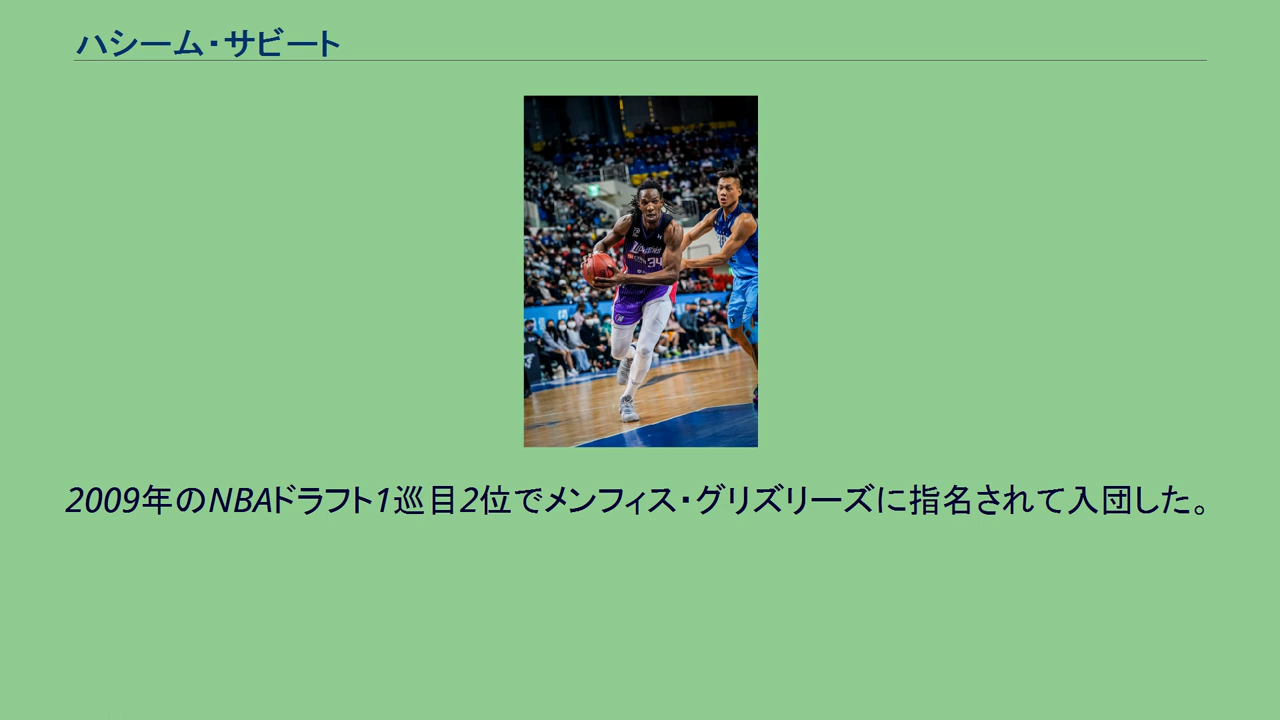 ハシーム・サビート
34
2009年のNBAドラフト1巡目2位でメンフィス・グリズリーズに指名されて入団した。